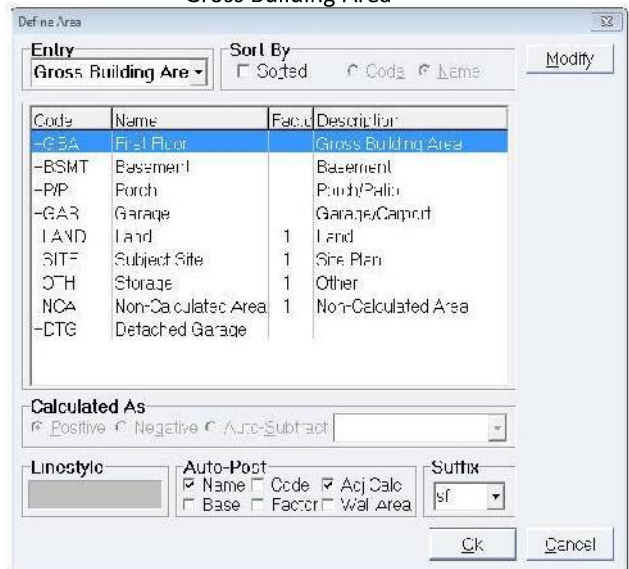 Gross Building Area
Define Area
Entry
Gross Building Are
Sort By
Sorted Code Name
Modify
Code Name Facto Description
-GBA First Floor Gross Building Area
-BSMT Basement Basement
-P/P Porch Porch/Patio
-GAR Garage Garage/Carport
LAND Land 1 Land
SITE Subject Site 1 Site Plan
OTH Storage 1 Other
NCA Non-Calculated Area 1 Non-Calculated Area
-DTG Detached Garage
Calculated As
Positive Negative Auto-Subtract
Linestyle
Auto-Post
Name Code Adj Calc
Base Factor Wall Area
Suffix
sf
Ok
Cancel